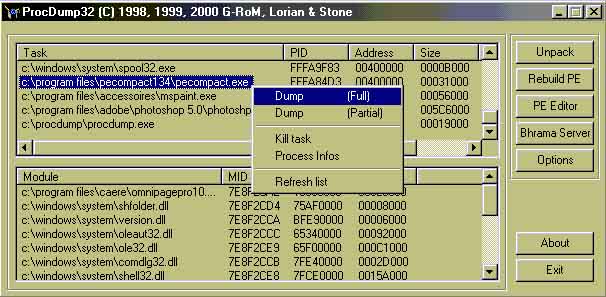 ProcDump32 (C) 1998, 1999, 2000 G-RoM, Lorian & Stone
Task PID Address Size
c:\windows\system\spool32.exe FFFA9F83 00400000 0000B000
c:\program files\pecompact134\pecompact.exe FFFA84D3 00400000 00031000
c:\program files\accessoires\mspaint.exe 00056000
c:\program files\adobe\photoshop 5.0\photosho 005C6000
c:\procdump\procdump.exe 00019000
Dump (Full)
Dump (Partial)
Kill task
Process Infos
Refresh list
Module MID
c:\program files\caere\omnipagepro10....
c:\windows\system\shfolder.dll 7E8F2CD4 75AF0000 00008000
c:\windows\system\version.dll 7E8F2CCA BFE90000 00006000
c:\windows\system\oleaut32.dll 7E8F2CCC 65340000 00092000
c:\windows\system\ole32.dll 7E8F2CE9 65F00000 000C1000
c:\windows\system\comdlg32.dll 7E8F2CCB 7FE40000 0002D000
c:\windows\system\shell32.dll 7E8F2CE8 7FCE0000 0015A000
Unpack
Rebuild PE
PE Editor
Bhrama Server
Options
About
Exit